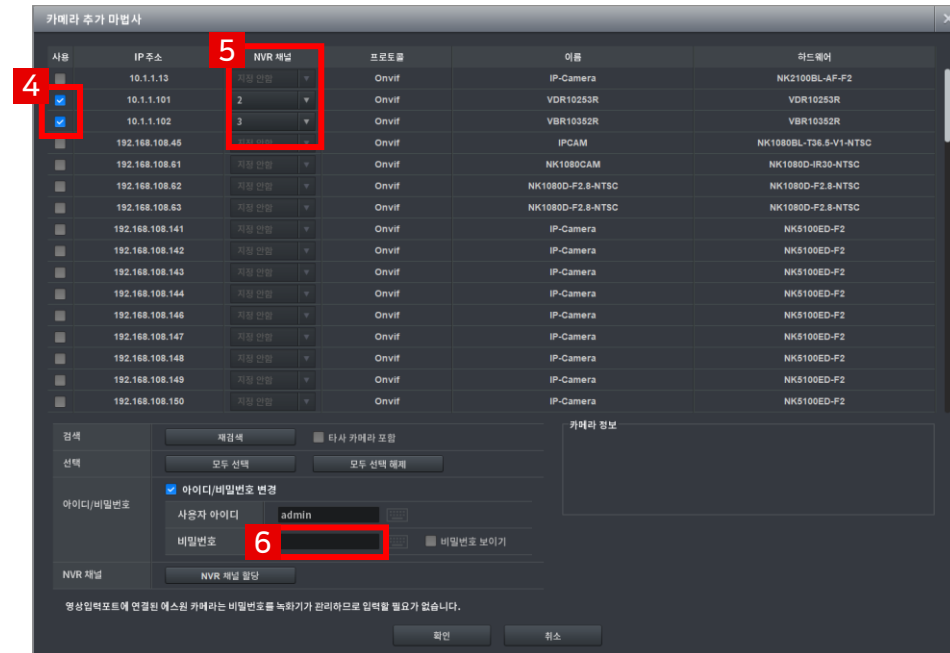 카메라 추가 마법사
사용 IP 주소 5 NVR 채널 프로토콜 이름 하드웨어
4
10.1.1.13 지정 안함 Onvif IP-Camera NK2100BL-AF-F2
10.1.1.101 2 Onvif VDR10253R VDR10253R
10.1.1.102 3 Onvif VBR10352R VBR10352R
192.168.108.45 지정 안함 Onvif IPCAM NK1080BL-T36.5-V1-NTSC
192.168.108.61 지정 안함 Onvif NK1080CAM NK1080D-IR30-NTSC
192.168.108.62 지정 안함 Onvif NK1080D-F2.8-NTSC NK1080D-F2.8-NTSC
192.168.108.63 지정 안함 Onvif NK1080D-F2.8-NTSC NK1080D-F2.8-NTSC
192.168.108.141 지정 안함 Onvif IP-Camera NK5100ED-F2
192.168.108.142 지정 안함 Onvif IP-Camera NK5100ED-F2
192.168.108.143 지정 안함 Onvif IP-Camera NK5100ED-F2
192.168.108.144 지정 안함 Onvif IP-Camera NK5100ED-F2
192.168.108.146 지정 안함 Onvif IP-Camera NK5100ED-F2
192.168.108.147 지정 안함 Onvif IP-Camera NK5100ED-F2
192.168.108.148 지정 안함 Onvif IP-Camera NK5100ED-F2
192.168.108.149 지정 안함 Onvif IP-Camera NK5100ED-F2
192.168.108.150 지정 안함 Onvif IP-Camera NK5100ED-F2
검색 재검색 타사 카메라 포함
카메라 정보
선택 모두 선택 모두 선택 해제
아이디/비밀번호 아이디/비밀번호 변경
사용자 아이디 admin
비밀번호 6 비밀번호 보이기
NVR 채널 NVR 채널 할당
영상입력포트에 연결된 에스원 카메라는 비밀번호를 녹화기가 관리하므로 입력할 필요가 없습니다.
확인 취소